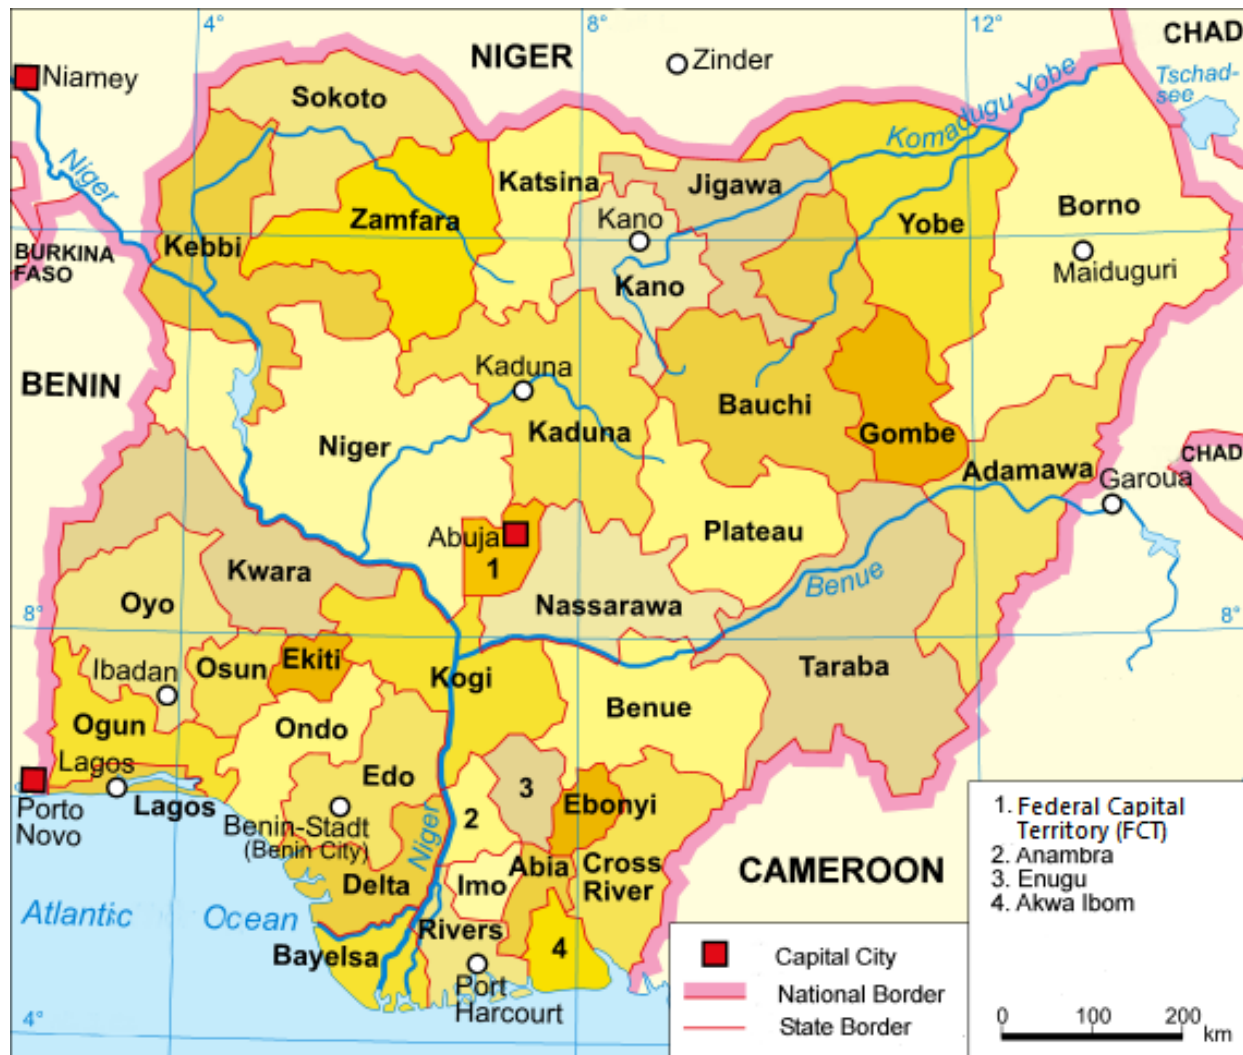 4°
8°
12°
CHAD
NIGER
Zinder
Niamey
Tschad-
see
Sokoto
Komadugu Yobe
Niger
Katsina
Jigawa
Zamfara
Kano
Yobe
Borno
Kebbi
BURKINA
FASO
Maiduguri
Kano
Kaduna
BENIN
Bauchi
Niger
Kaduna
Gombe
Adamawa
CHAD
Garoua
Abuja
Plateau
1
Kwara
Benue
Oyo
Nassarawa
8°
8°
Ibadan
Osun
Ekiti
Kogi
Taraba
Ogun
Ondo
Benue
Lagos
Edo
3
Lagos
Ebonyi
Porto
Novo
2
Niger
Benin-Stadt
(Benin City)
Delta
Imo
Abia
Cross
River
CAMEROON
Atlantic Ocean
Rivers
Bayelsa
4
Port
Harcourt
4°
1. Federal Capital
Territory (FCT)
2. Anambra
3. Enugu
4. Akwa Ibom
Capital City
National Border
State Border
0 100 200
km